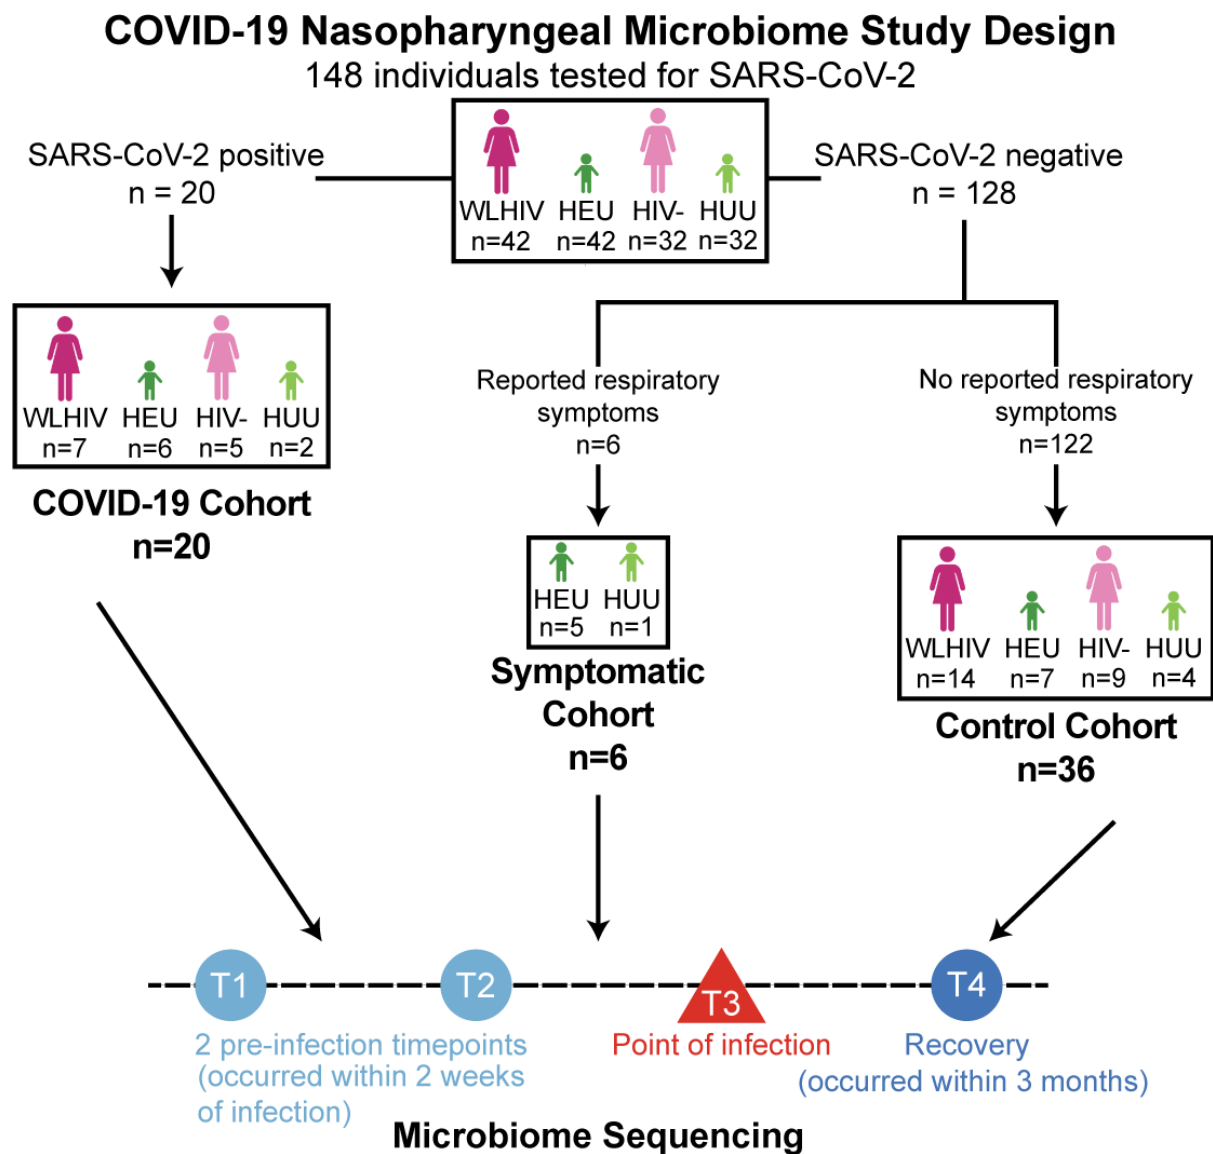 COVID-19 Nasopharyngeal Microbiome Study Design
148 individuals tested for SARS-CoV-2
SARS-CoV-2 positive
n = 20
WLHIV HEU HIV- HUU
n=42 n=42 n=32 n=32
SARS-CoV-2 negative
n = 128
WLHIV HEU HIV- HUU
n=7 n=6 n=5 n=2
COVID-19 Cohort
n=20
Reported respiratory
symptoms
n=6
HEU HUU
n=5 n=1
Symptomatic
Cohort
n=6
No reported respiratory
symptoms
n=122
WLHIV HEU HIV- HUU
n=14 n=7 n=9 n=4
Control Cohort
n=36
T1 T2 T3 T4
2 pre-infection timepoints
(occurred within 2 weeks
of infection)
Point of infection
Recovery
(occurred within 3 months)
Microbiome Sequencing